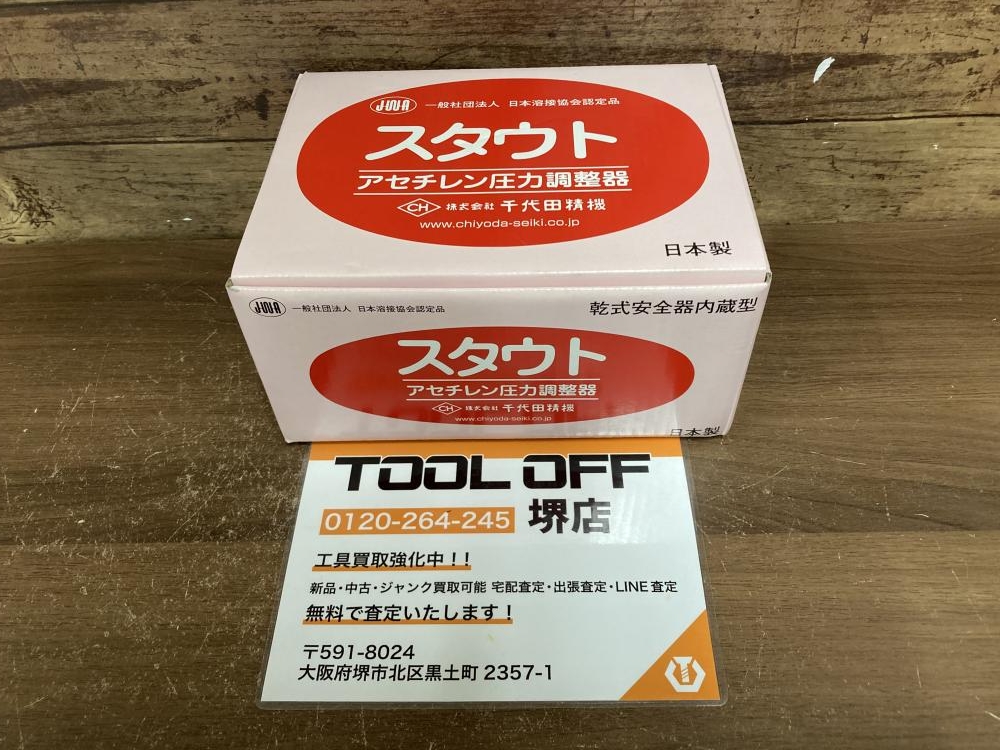 JWA 一般社団法人 日本溶接協会認定品
スタウト
アセチレン圧力調整器
CH 株式会社 千代田精機
www.chiyoda-seiki.co.jp
日本製
JWA 一般社団法人 日本溶接協会認定品
乾式安全器内蔵型
スタウト
アセチレン圧力調整器
CH 株式会社 千代田精機
www.chiyoda-seiki.co.jp
日本製
TOOL OFF
0120-264-245 堺店
工具買取強化中!!
新品・中古・ジャンク買取可能 宅配査定・出張査定・LINE査定
無料で査定いたします!
〒591-8024
大阪府堺市北区黒土町 2357-1